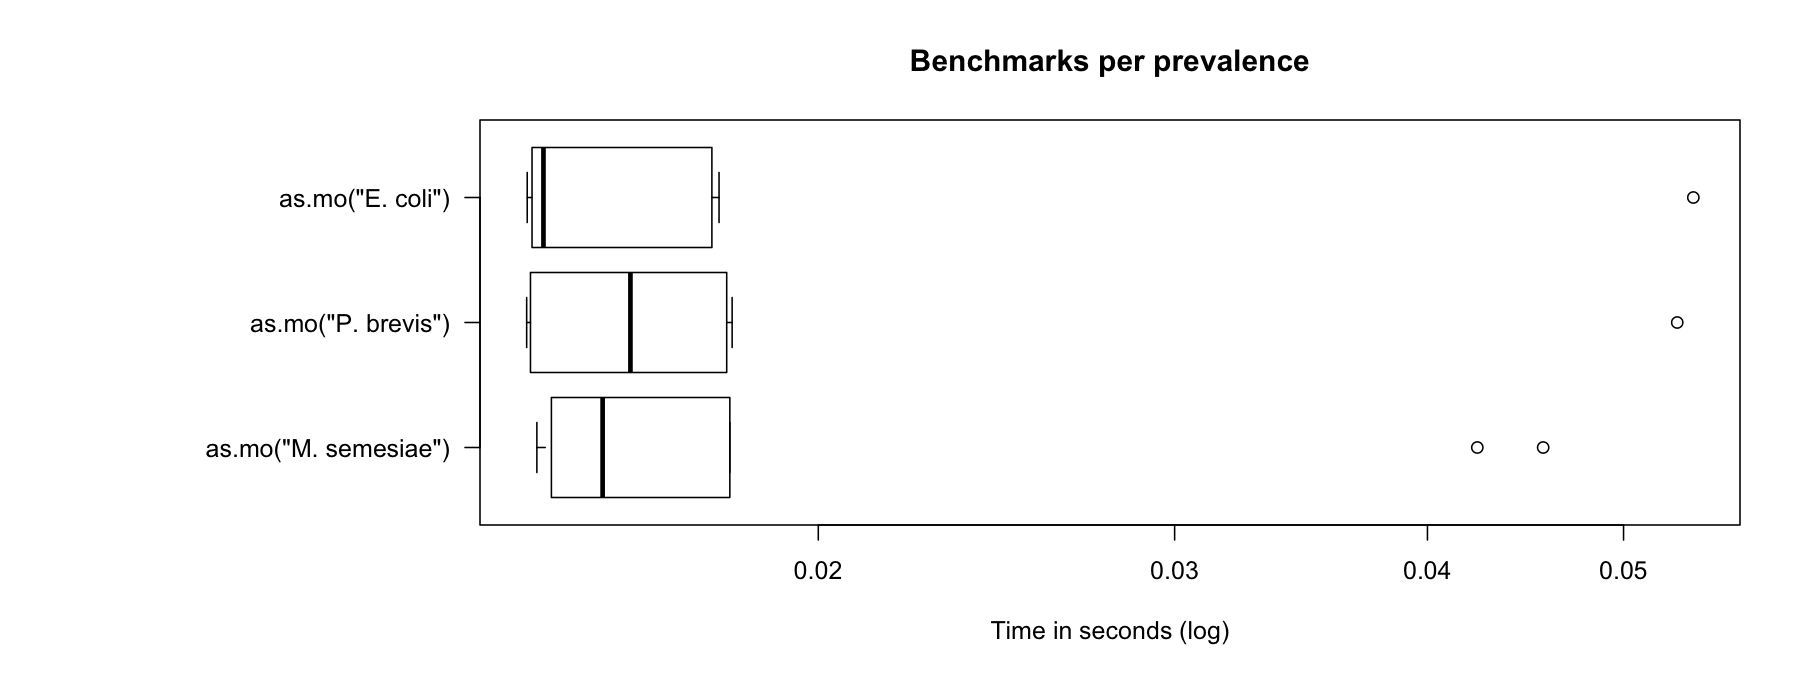 Benchmarks per prevalence
as.mo("E. coli")
as.mo("P. brevis")
as.mo("M. semesiae")
0.02 0.03 0.04 0.05
Time in seconds (log)